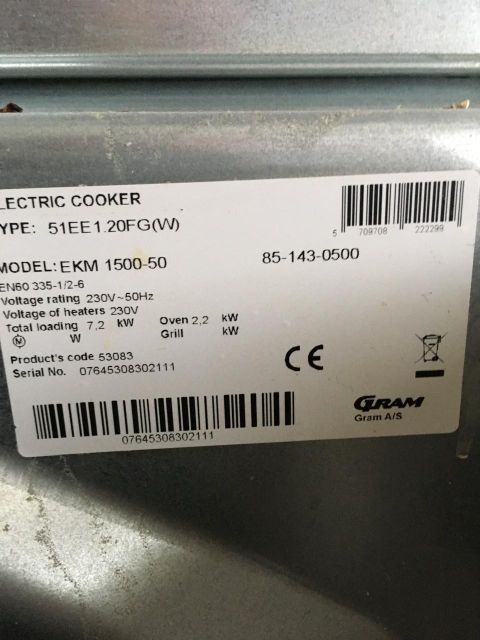 LECTRIC COOKER
YPE: 51EE1.20FG(W)
5 709708 222299
MODEL: EKM 1500-50 85-143-0500
EN60 335-1/2-6
Voltage rating 230V~50Hz
Voltage of heaters 230V
Total loading 7,2 kW Oven 2,2 kW
M W Grill kW
Product's code 53083
Serial No. 07645308302111
CE
GRAM
Gram A/S
07645308302111